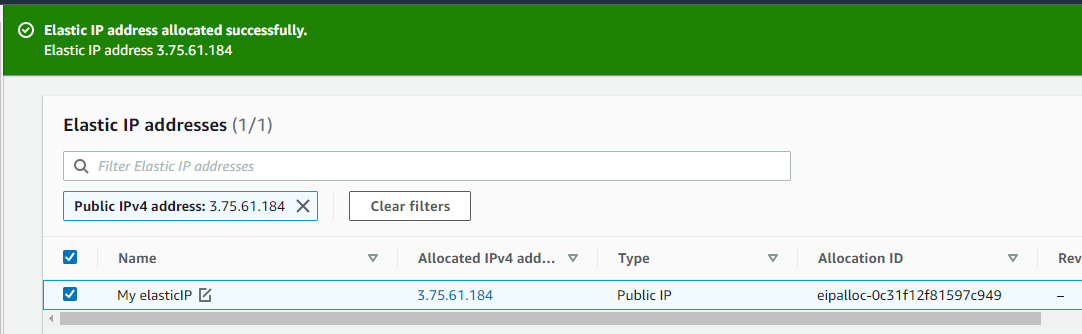 Elastic IP address allocated successfully.
Elastic IP address 3.75.61.184
Elastic IP addresses (1/1)
Filter Elastic IP addresses
Public IPv4 address: 3.75.61.184
Clear filters
Name Allocated IPv4 add... Type Allocation ID Rev
My elasticIP 3.75.61.184 Public IP eipalloc-0c31f12f81597c949 –